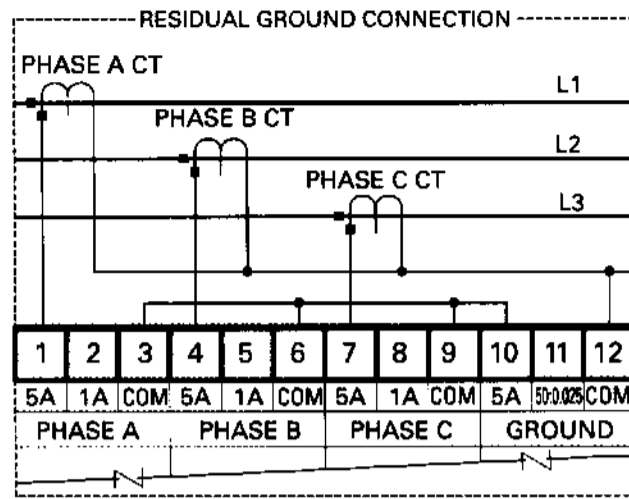 RESIDUAL GROUND CONNECTION
PHASE A CT
L1
PHASE B CT
L2
PHASE C CT
L3
1 2 3 4 5 6 7 8 9 10 11 12
5A 1A COM 5A 1A COM 5A 1A COM 5A 50:0.025 COM
PHASE A PHASE B PHASE C GROUND